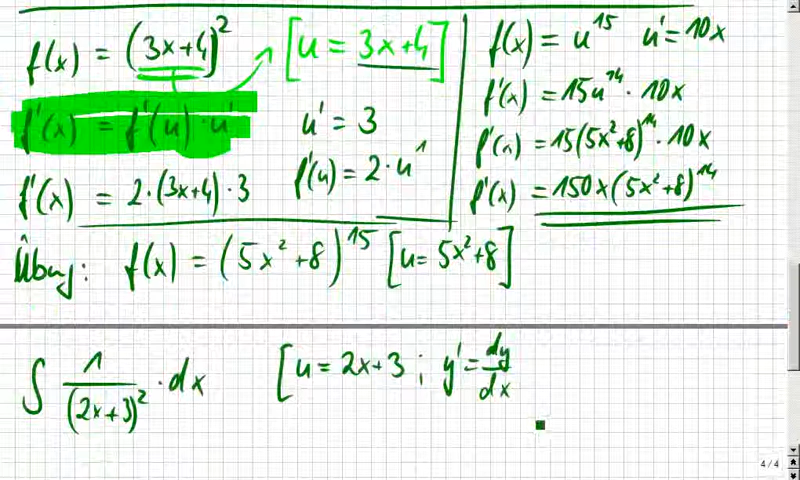 f(x) = (3x+4)² [u = 3x+4]
f'(x) = f'(u) · u' u' = 3
f'(u) = 2 · u¹
f'(x) = 2·(3x+4)·3
f(x) = u¹⁵ u' = 10x
f'(x) = 15u¹⁴ · 10x
f'(x) = 15(5x²+8)¹⁴ · 10x
f'(x) = 150x(5x²+8)¹⁴
Übung: f(x) = (5x²+8)¹⁵ [u = 5x²+8]
∫ 1/(2x+3)² · dx [u = 2x+3 ; y' = dy/dx
4/4